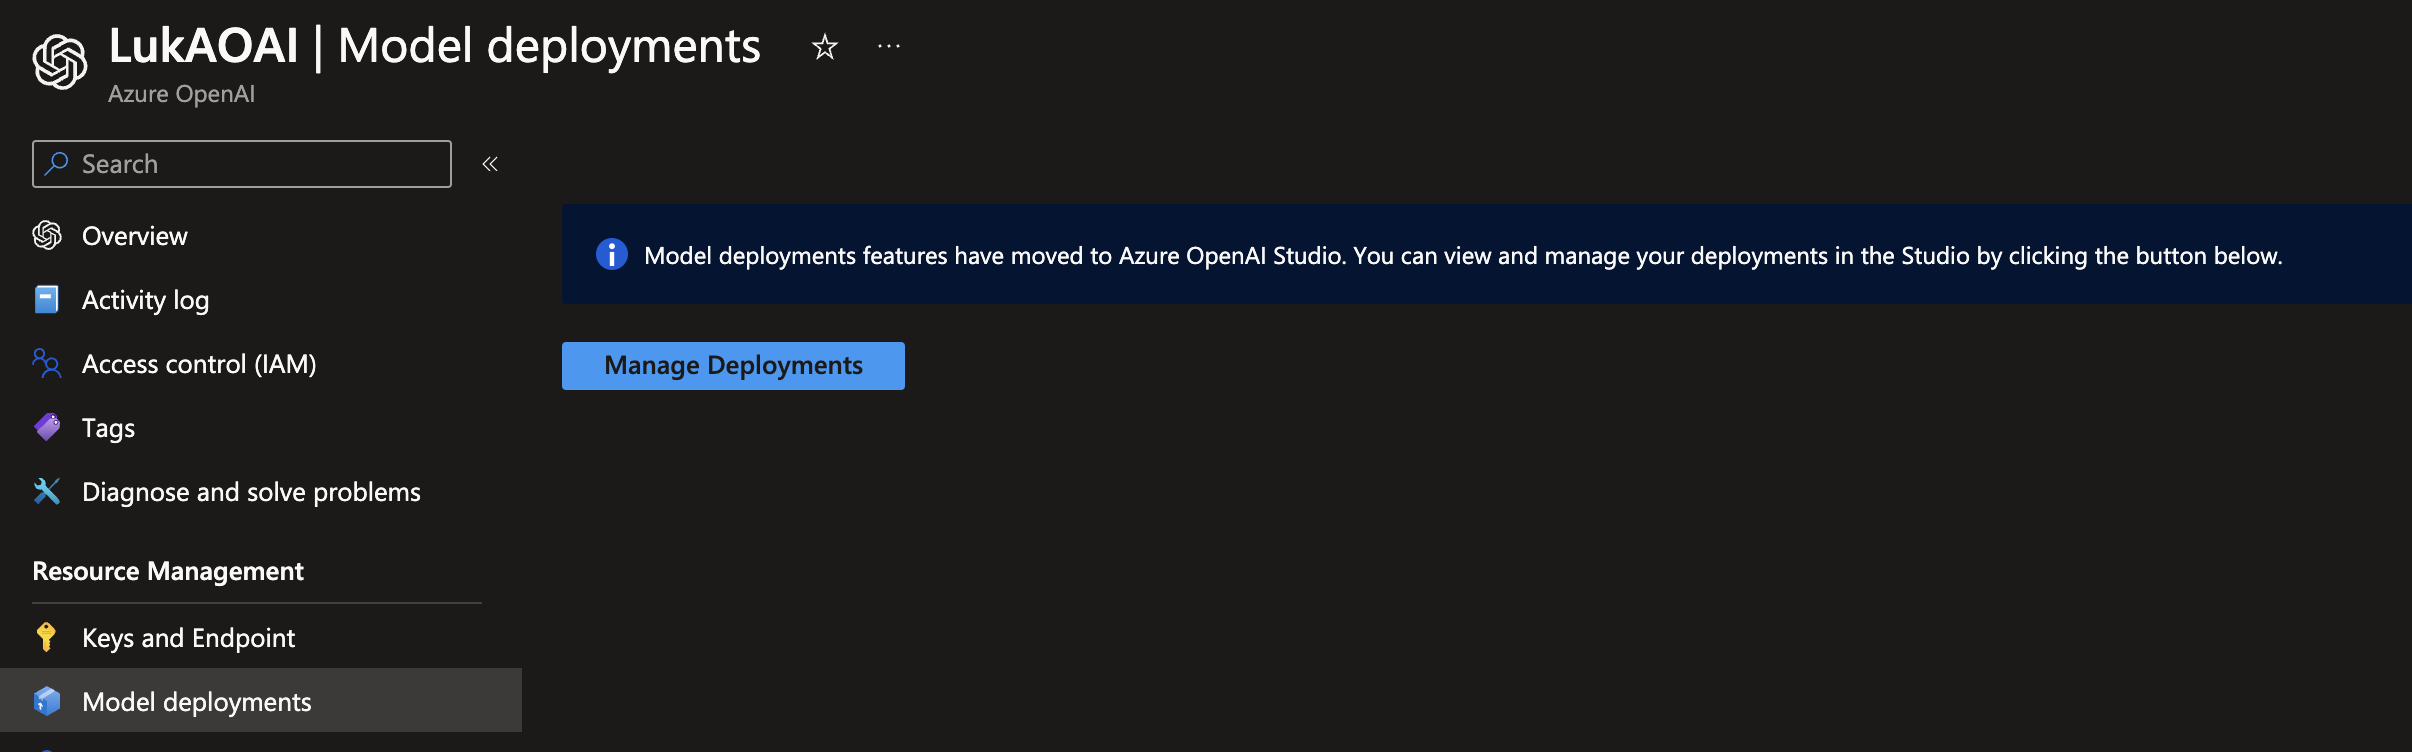 LukAOAI | Model deployments
Azure OpenAI
Search
Overview
Activity log
Access control (IAM)
Tags
Diagnose and solve problems
Resource Management
Keys and Endpoint
Model deployments
Model deployments features have moved to Azure OpenAI Studio. You can view and manage your deployments in the Studio by clicking the button below.
Manage Deployments